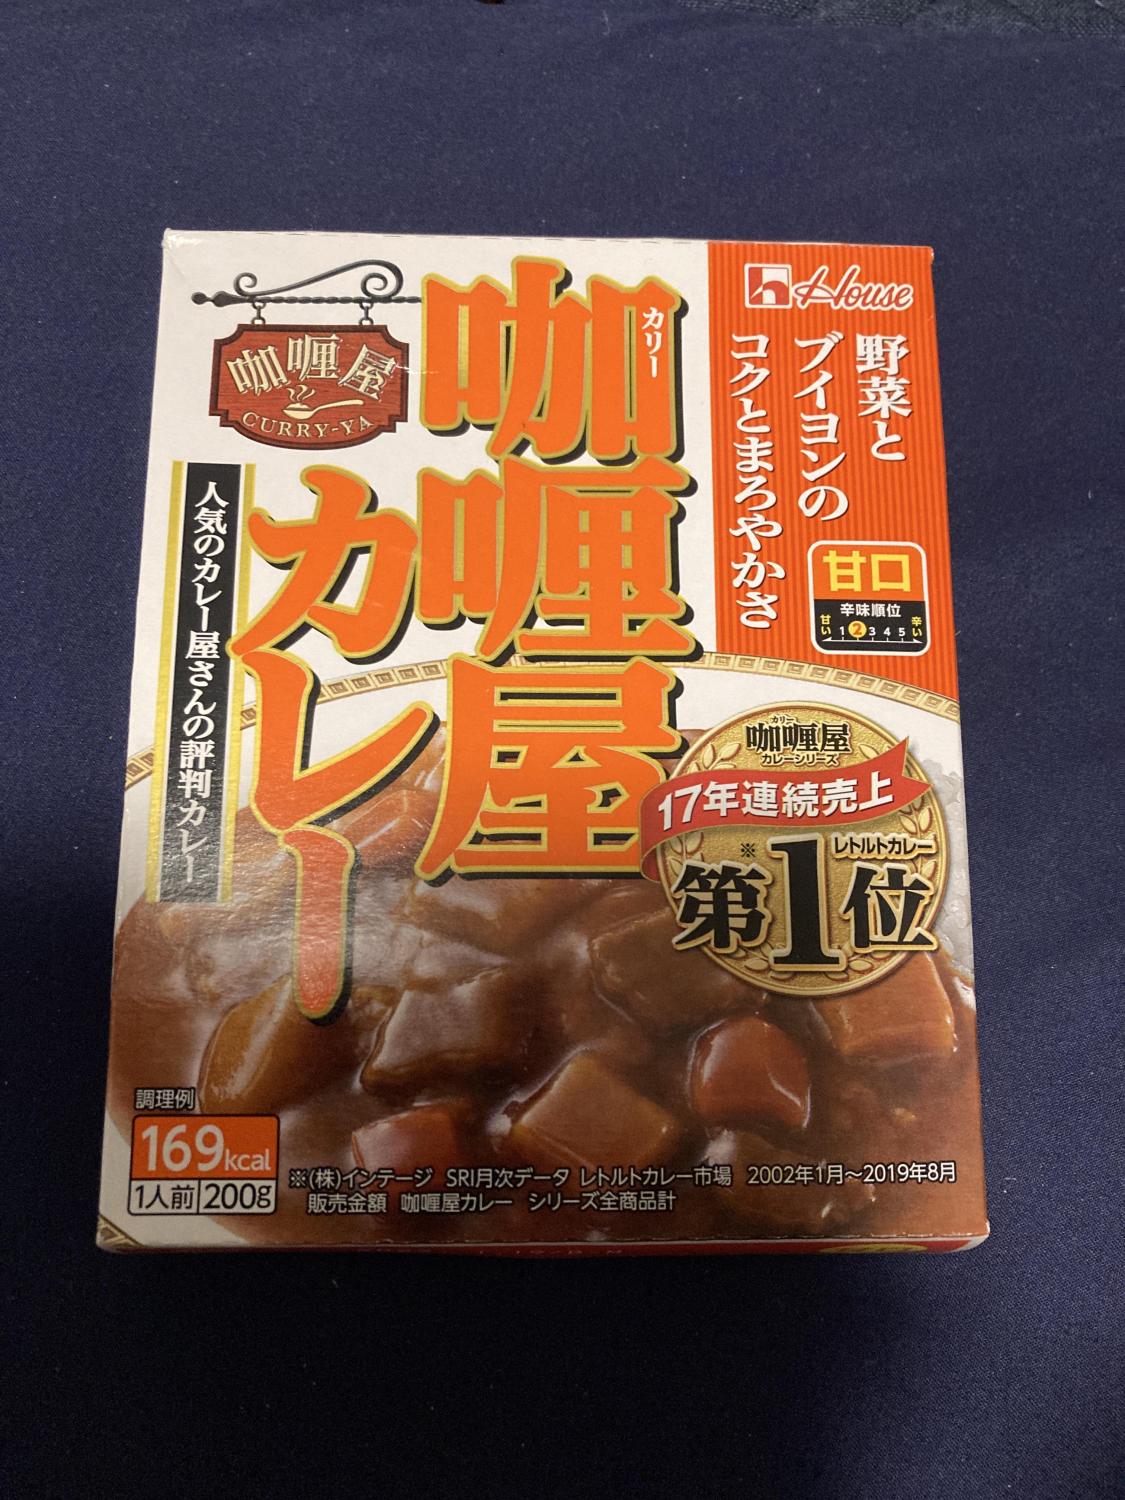 House
野菜と
ブイヨンの
コクとまろやかさ
甘口
辛味順位
甘い 1 2 3 4 5 辛い
カリー
咖喱屋
カレー
咖喱屋
CURRY-YA
人気のカレー屋さんの評判カレー
カリー
咖喱屋
カレーシリーズ
17年連続売上
レトルトカレー
※第1位
調理例
169kcal
1人前 200g
※(株)インテージ SRI月次データ レトルトカレー市場 2002年1月～2019年8月
販売金額 咖喱屋カレー シリーズ全商品計